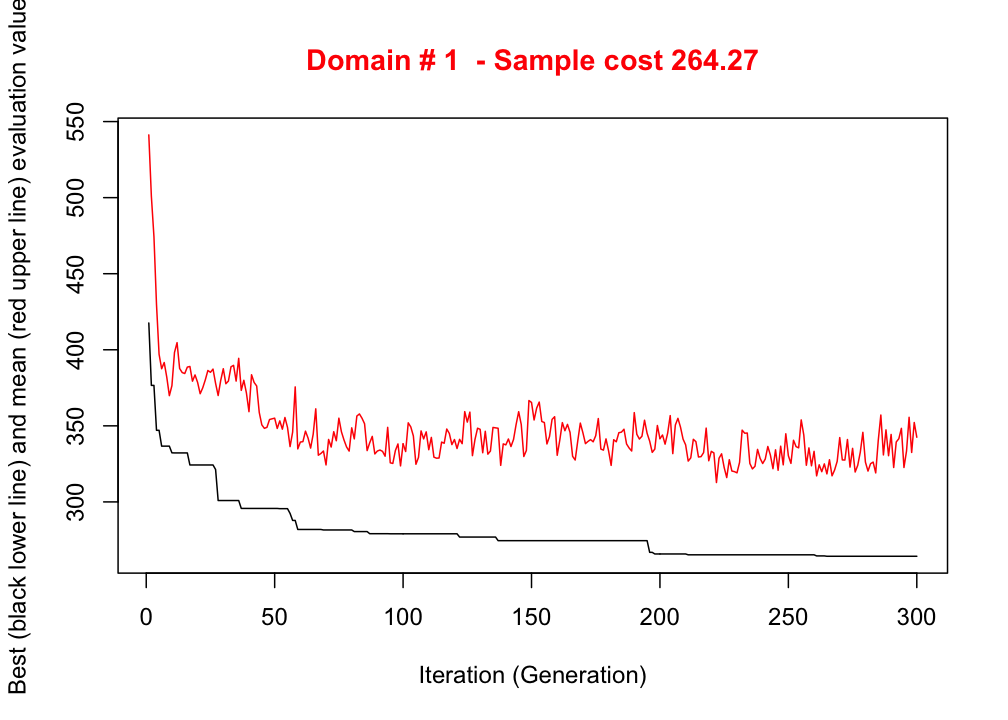 Domain # 1  - Sample cost 264.27
Best (black lower line) and mean (red upper line) evaluation value
550
500
450
400
350
300
0 50 100 150 200 250 300
Iteration (Generation)